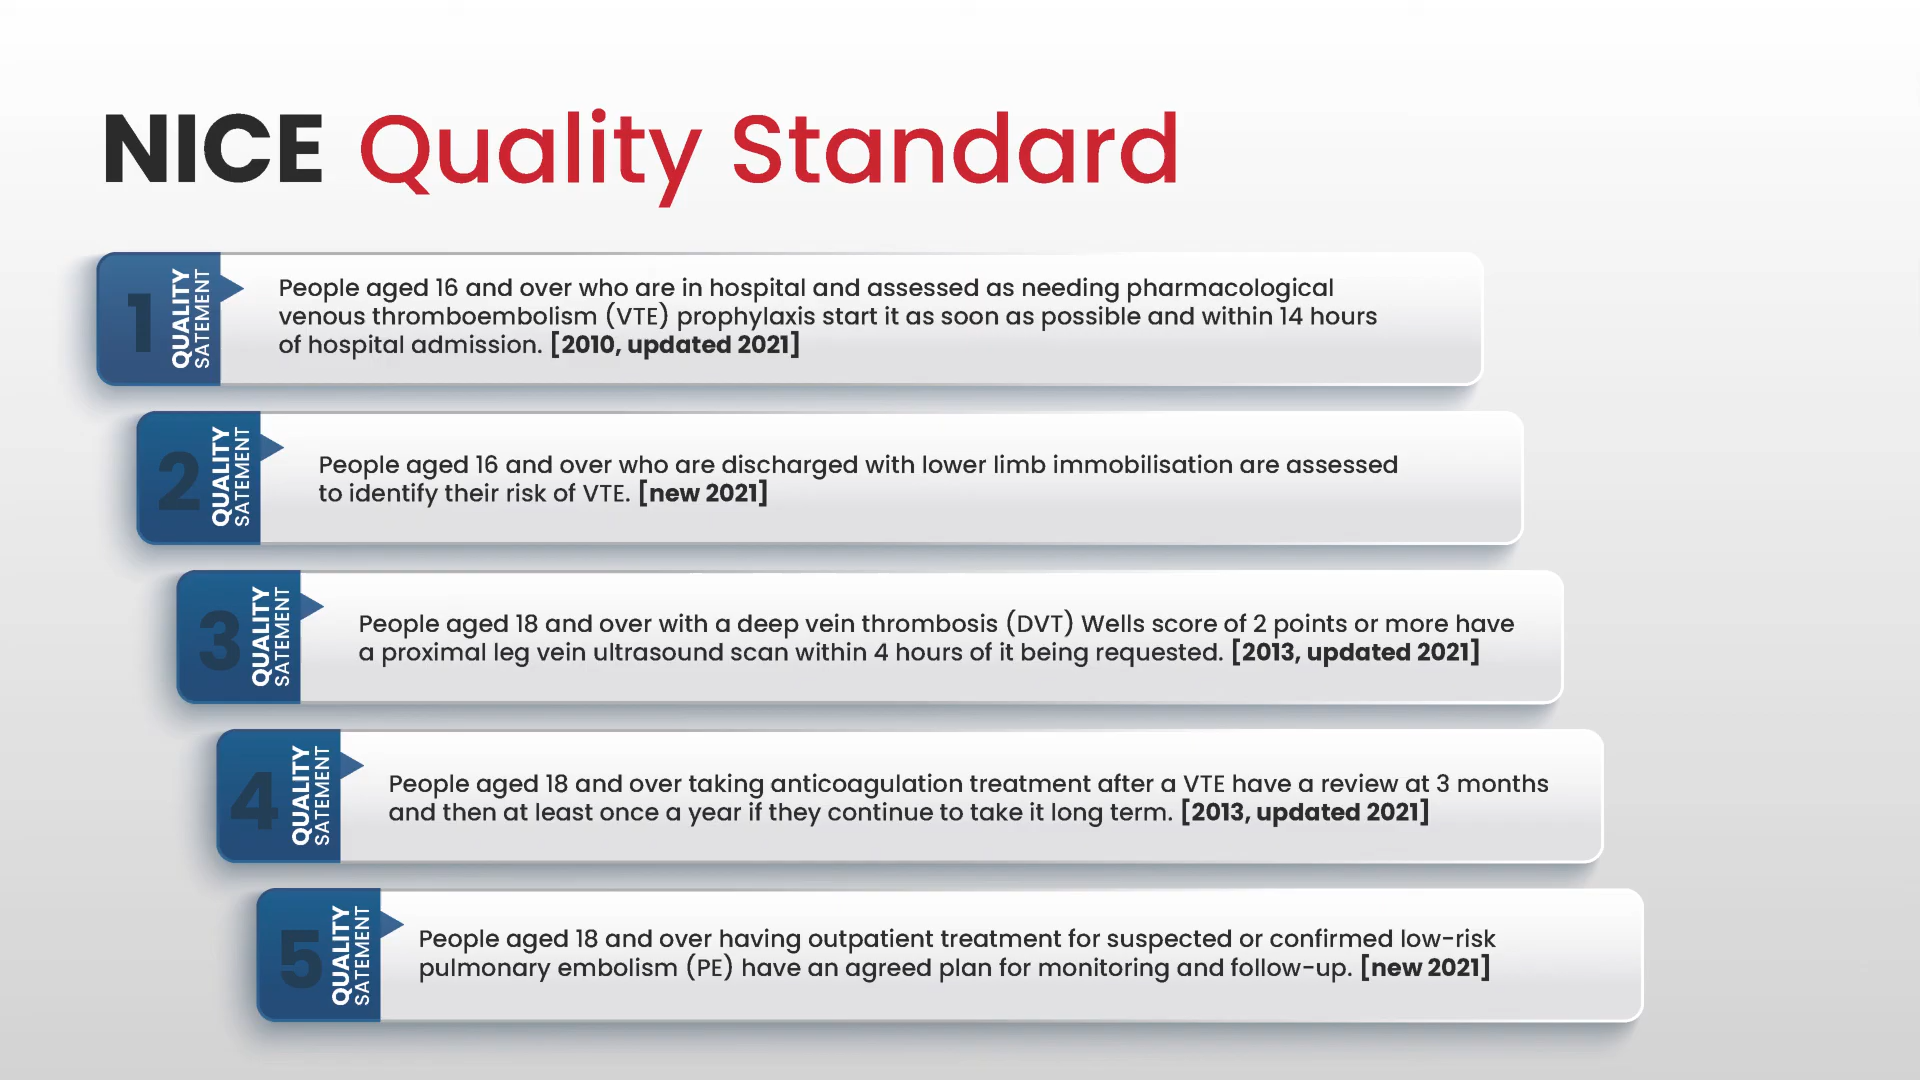 NICE Quality Standard
1
QUALITY
SATEMENT
People aged 16 and over who are in hospital and assessed as needing pharmacological
venous thromboembolism (VTE) prophylaxis start it as soon as possible and within 14 hours
of hospital admission. [2010, updated 2021]
2
QUALITY
SATEMENT
People aged 16 and over who are discharged with lower limb immobilisation are assessed
to identify their risk of VTE. [new 2021]
3
QUALITY
SATEMENT
People aged 18 and over with a deep vein thrombosis (DVT) Wells score of 2 points or more have
a proximal leg vein ultrasound scan within 4 hours of it being requested. [2013, updated 2021]
4
QUALITY
SATEMENT
People aged 18 and over taking anticoagulation treatment after a VTE have a review at 3 months
and then at least once a year if they continue to take it long term. [2013, updated 2021]
5
QUALITY
SATEMENT
People aged 18 and over having outpatient treatment for suspected or confirmed low-risk
pulmonary embolism (PE) have an agreed plan for monitoring and follow-up. [new 2021]